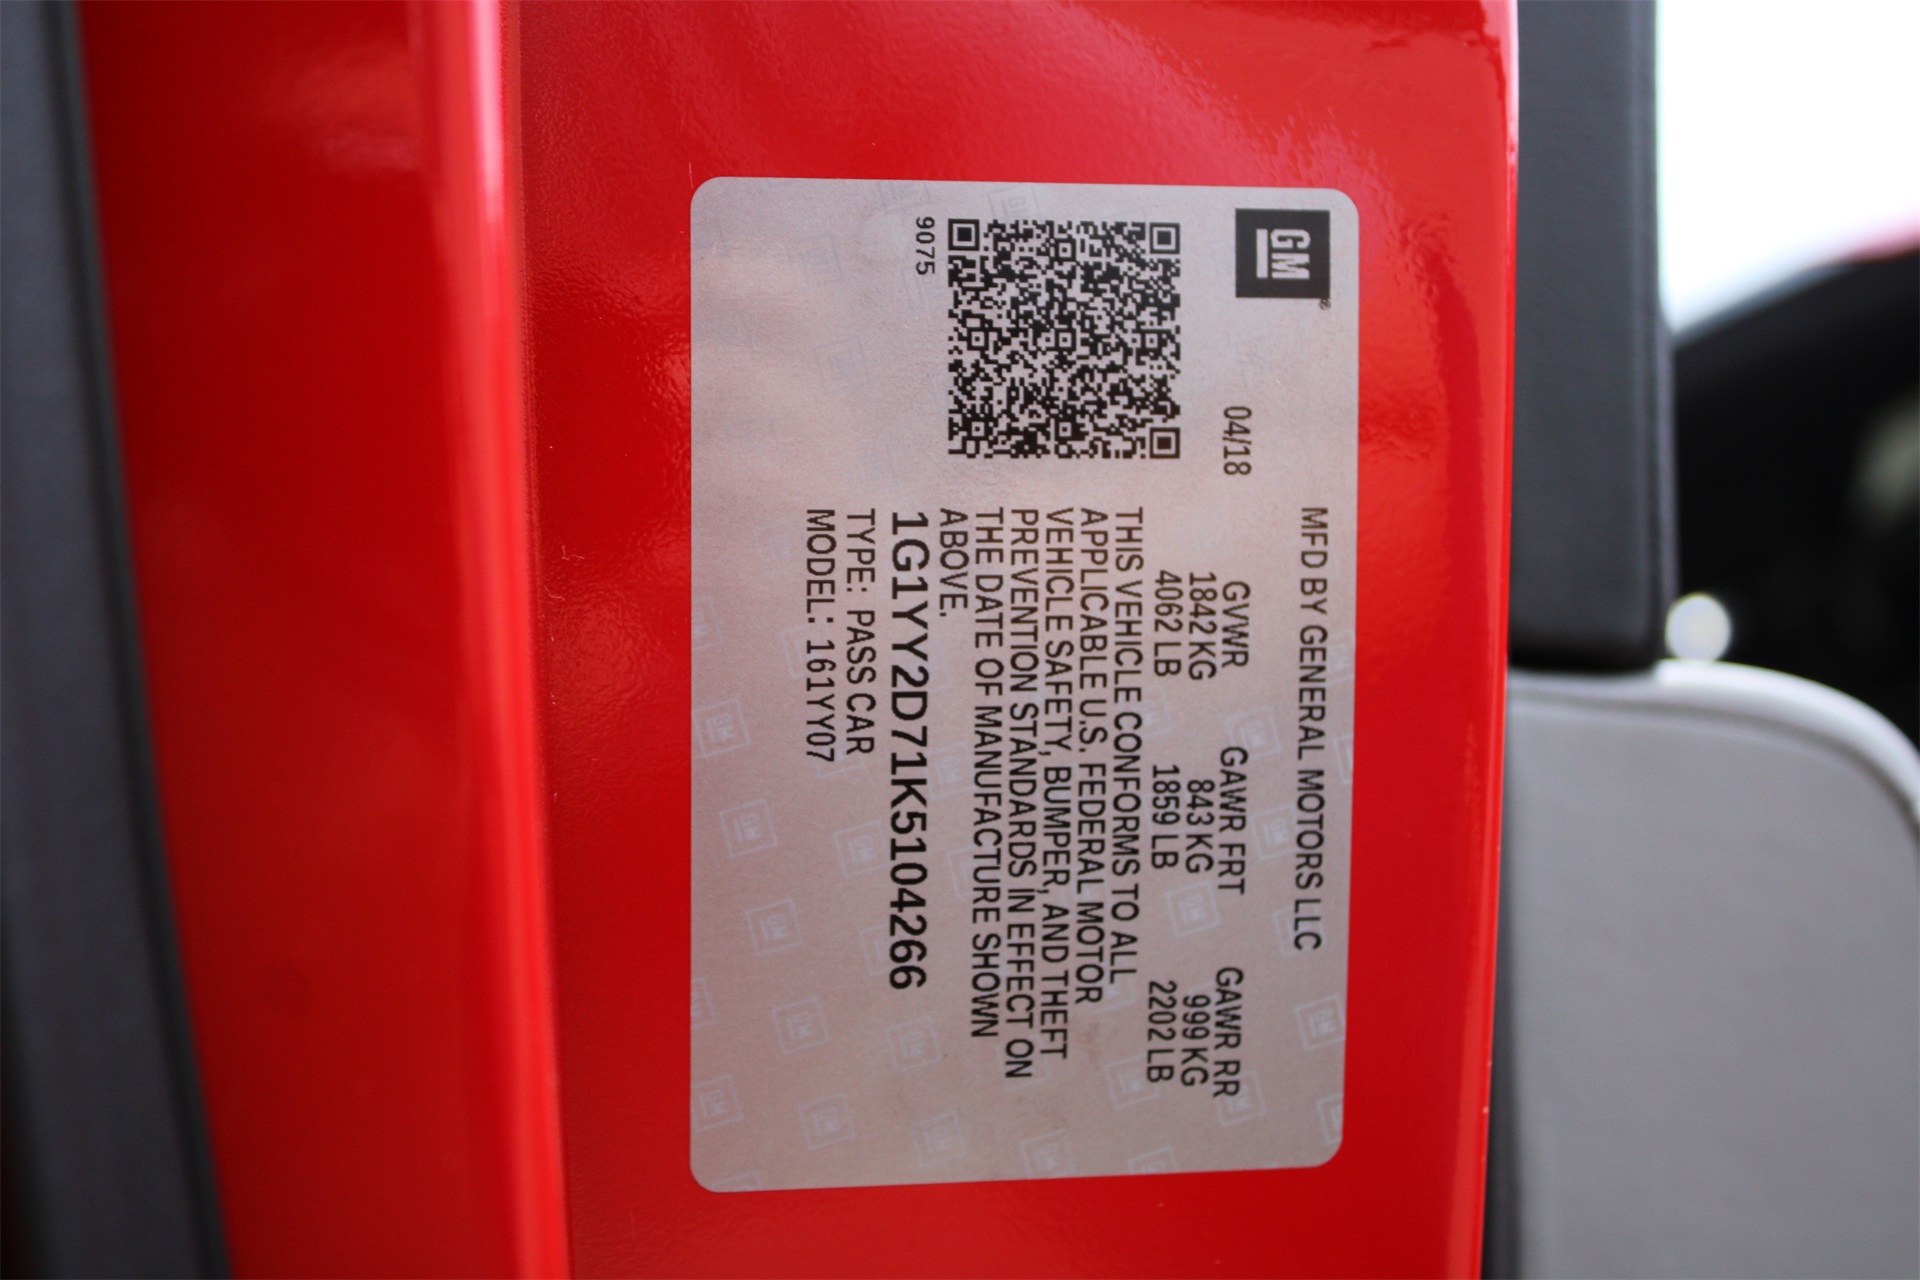 GM
MFD BY GENERAL MOTORS LLC
04/18
GVWR GAWR FRT GAWR RR
1842 KG 843 KG 999 KG
4062 LB 1859 LB 2202 LB
THIS VEHICLE CONFORMS TO ALL
APPLICABLE U.S. FEDERAL MOTOR
VEHICLE SAFETY, BUMPER, AND THEFT
PREVENTION STANDARDS IN EFFECT ON
THE DATE OF MANUFACTURE SHOWN
ABOVE.
9075
1G1YY2D71K5104266
TYPE: PASS CAR
MODEL: 161YY07